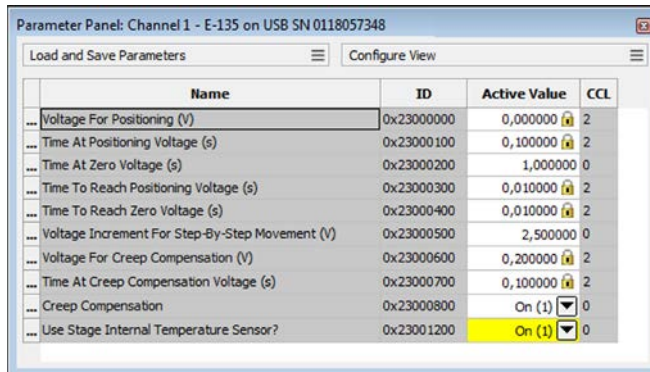 Parameter Panel: Channel 1 - E-135 on USB SN 0118057348
Load and Save Parameters Configure View
Name ID Active Value CCL
... Voltage For Positioning (V) 0x23000000 0,000000 2
... Time At Positioning Voltage (s) 0x23000100 0,100000 2
... Time At Zero Voltage (s) 0x23000200 1,000000 0
... Time To Reach Positioning Voltage (s) 0x23000300 0,010000 2
... Time To Reach Zero Voltage (s) 0x23000400 0,010000 2
... Voltage Increment For Step-By-Step Movement (V) 0x23000500 2,500000 0
... Voltage For Creep Compensation (V) 0x23000600 0,200000 2
... Time At Creep Compensation Voltage (s) 0x23000700 0,100000 2
... Creep Compensation 0x23000800 On (1) 0
... Use Stage Internal Temperature Sensor? 0x23001200 On (1) 0